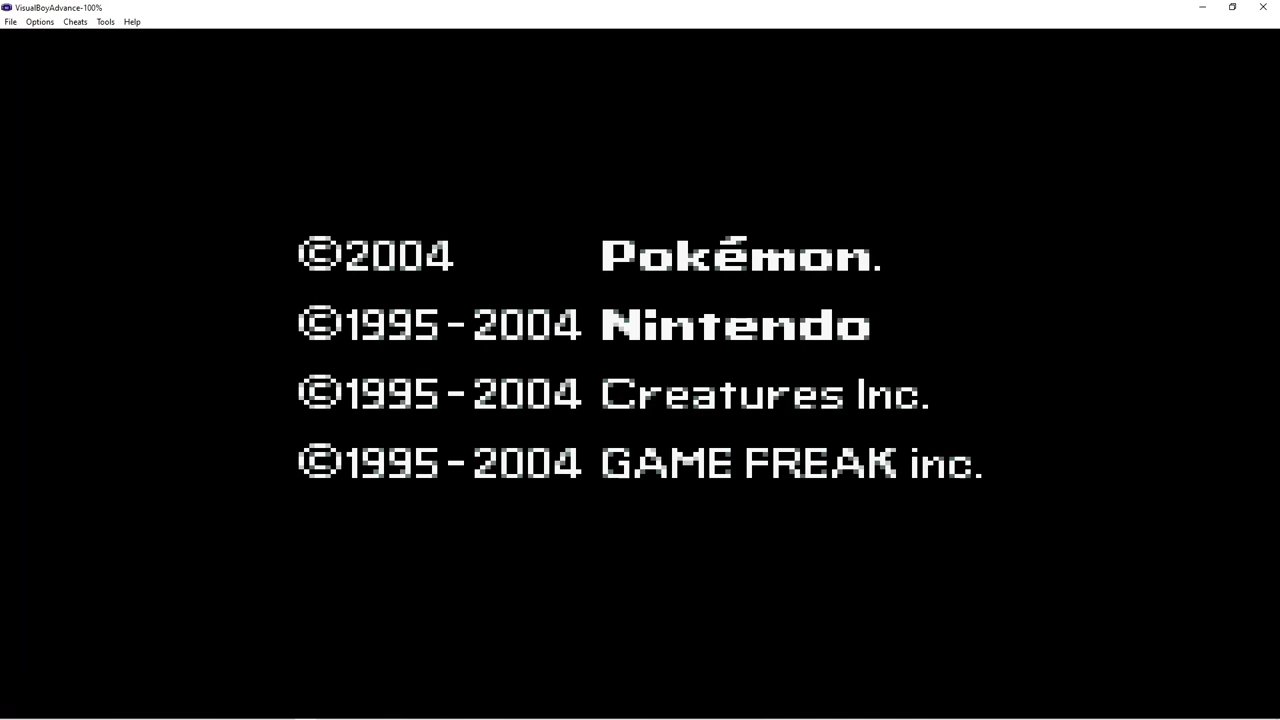 VisualBoyAdvance-100%
File Options Cheats Tools Help
©2004 Pokémon.
©1995-2004 Nintendo
©1995-2004 Creatures Inc.
©1995-2004 GAME FREAK inc.